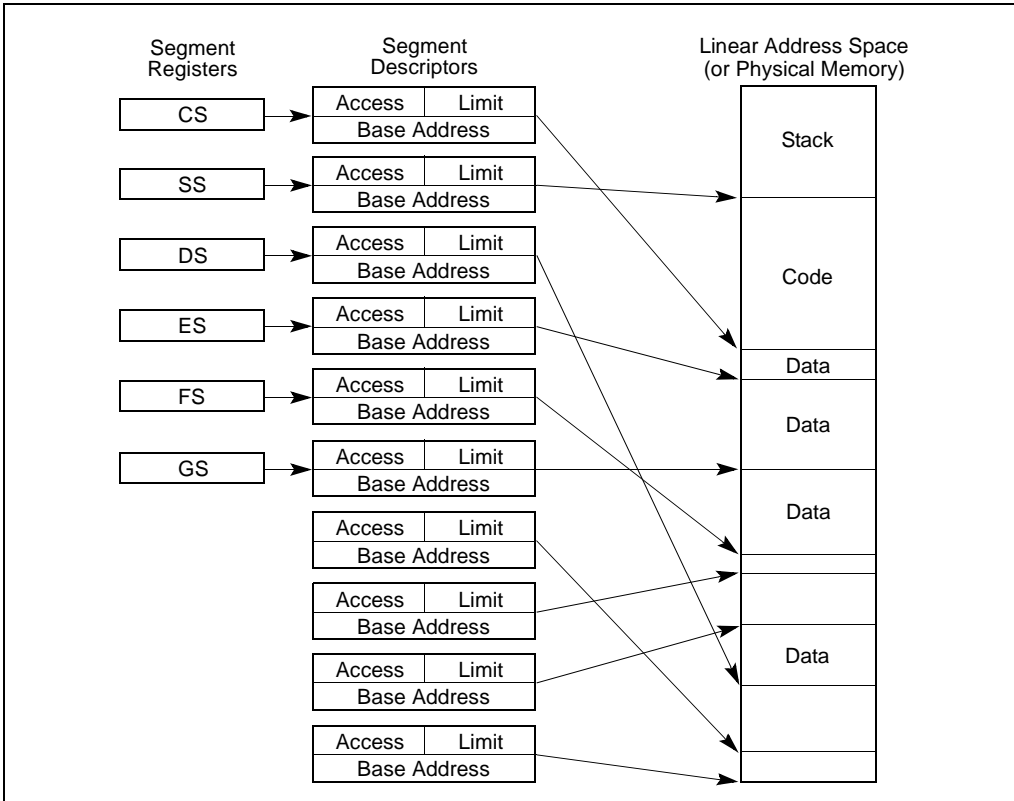 Segment
Registers
Segment
Descriptors
Linear Address Space
(or Physical Memory)
CS
Access Limit
Base Address
Stack
SS
Access Limit
Base Address
DS
Access Limit
Base Address
Code
ES
Access Limit
Base Address
Data
FS
Access Limit
Base Address
Data
GS
Access Limit
Base Address
Data
Access Limit
Base Address
Access Limit
Base Address
Access Limit
Base Address
Data
Access Limit
Base Address